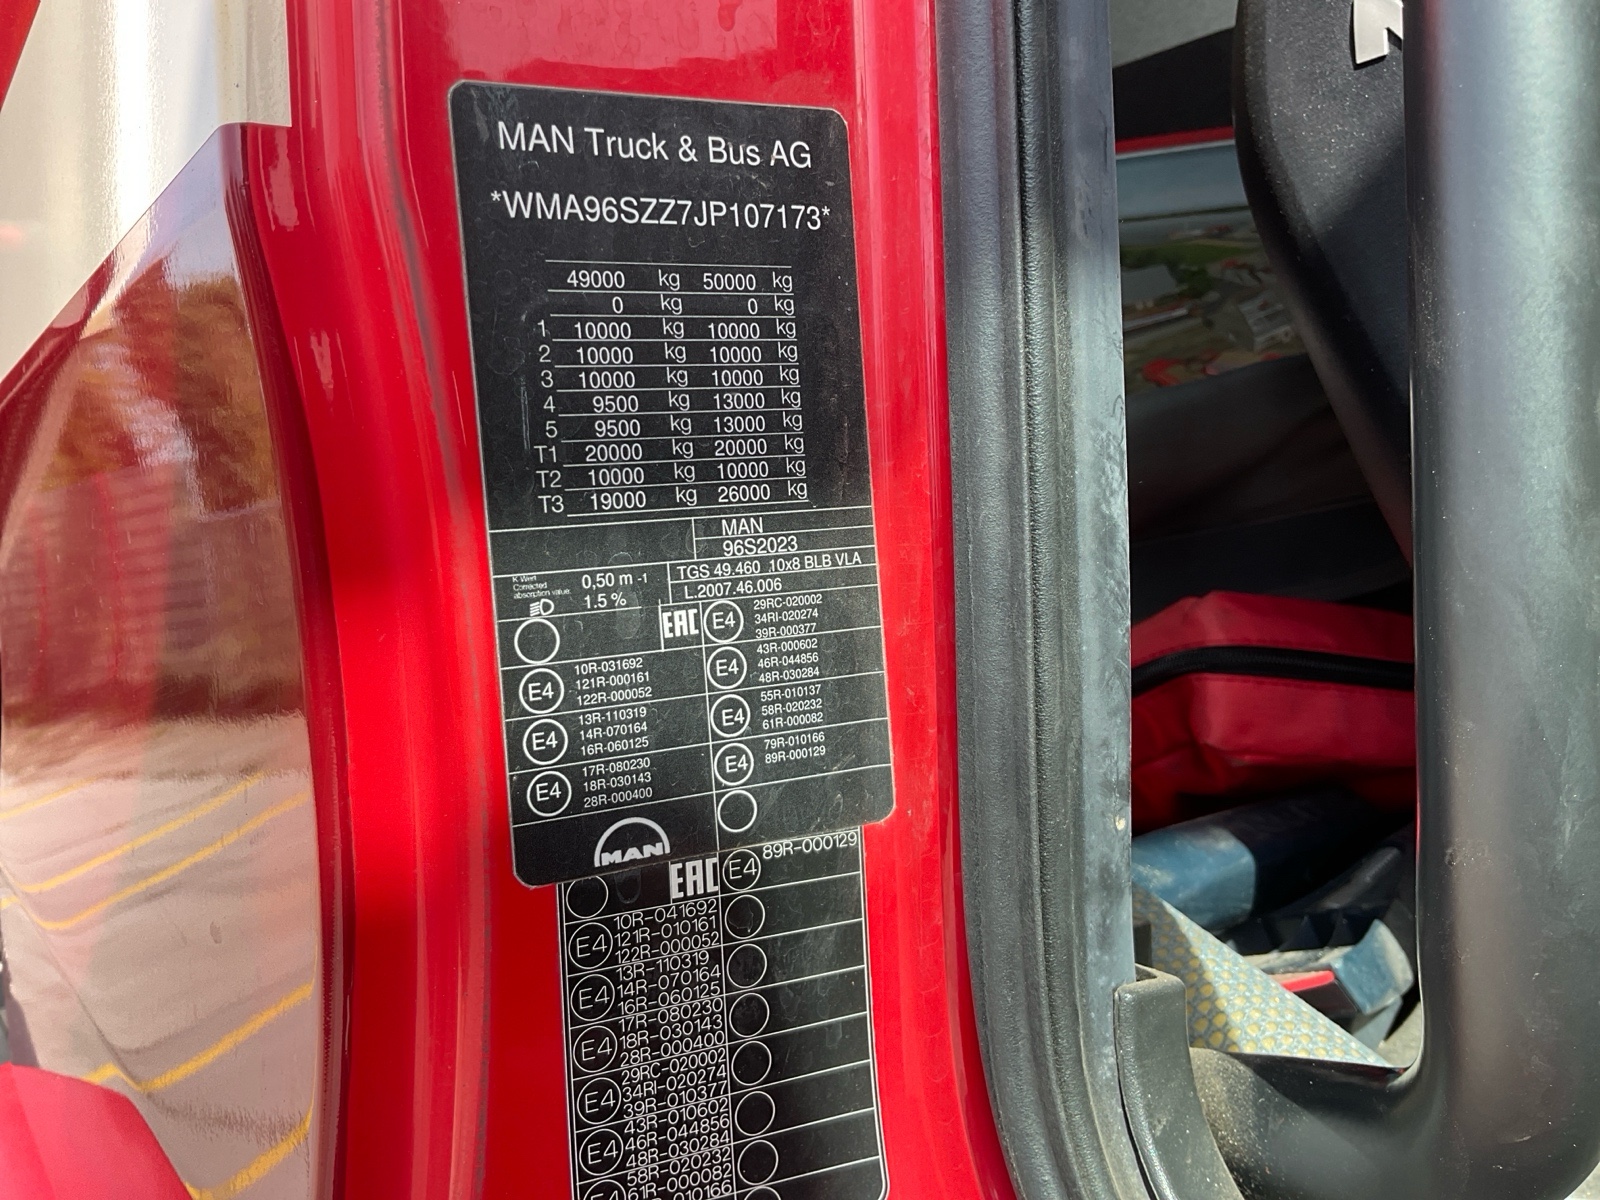 MAN Truck & Bus AG
*WMA96SZZ7JP107173*
49000 kg 50000 kg
0 kg 0 kg
1 10000 kg 10000 kg
2 10000 kg 10000 kg
3 10000 kg 10000 kg
4 9500 kg 13000 kg
5 9500 kg 13000 kg
T1 20000 kg 20000 kg
T2 10000 kg 10000 kg
T3 19000 kg 26000 kg
MAN
96S2023
TGS 49.460 10x8 BLB VLA
L.2007.46.006
K Wert
Corrected
absorption value:
0,50 m -1
1.5 %
EAC
E4
10R-031692
121R-000161
122R-000052
E4
13R-110319
14R-070164
16R-060125
E4
17R-080230
18R-030143
28R-000400
MAN
E4
29RC-020002
34RI-020274
39R-000377
E4
43R-000602
46R-044856
48R-030284
E4
55R-010137
58R-020232
61R-000082
E4
79R-010166
89R-000129
EAC
E4
89R-000129
E4
10R-041692
121R-010161
122R-000052
E4
13R-110319
14R-070164
16R-060125
E4
17R-080230
18R-030143
28R-000400
E4
29RC-020002
34RI-020274
39R-010377
E4
43R-010602
46R-044856
48R-030284
E4
58R-020232
61R-000082
R-010166